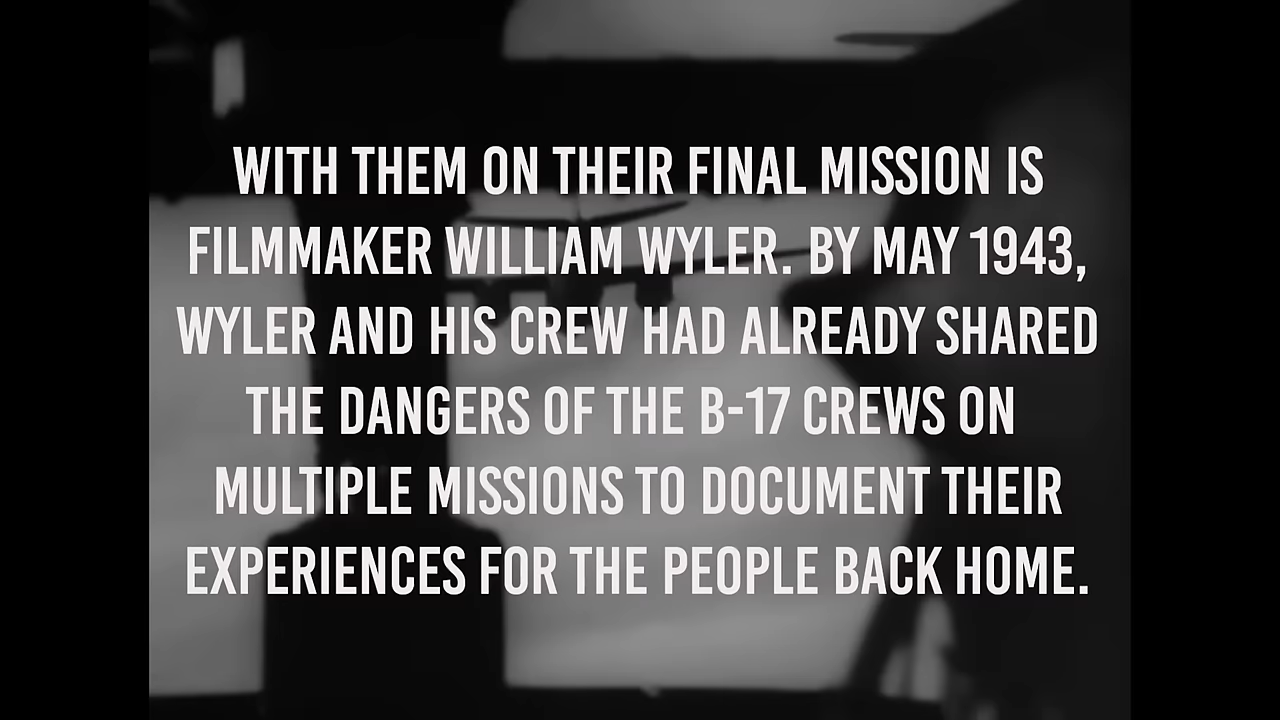 WITH THEM ON THEIR FINAL MISSION IS
FILMMAKER WILLIAM WYLER. BY MAY 1943,
WYLER AND HIS CREW HAD ALREADY SHARED
THE DANGERS OF THE B-17 CREWS ON
MULTIPLE MISSIONS TO DOCUMENT THEIR
EXPERIENCES FOR THE PEOPLE BACK HOME.